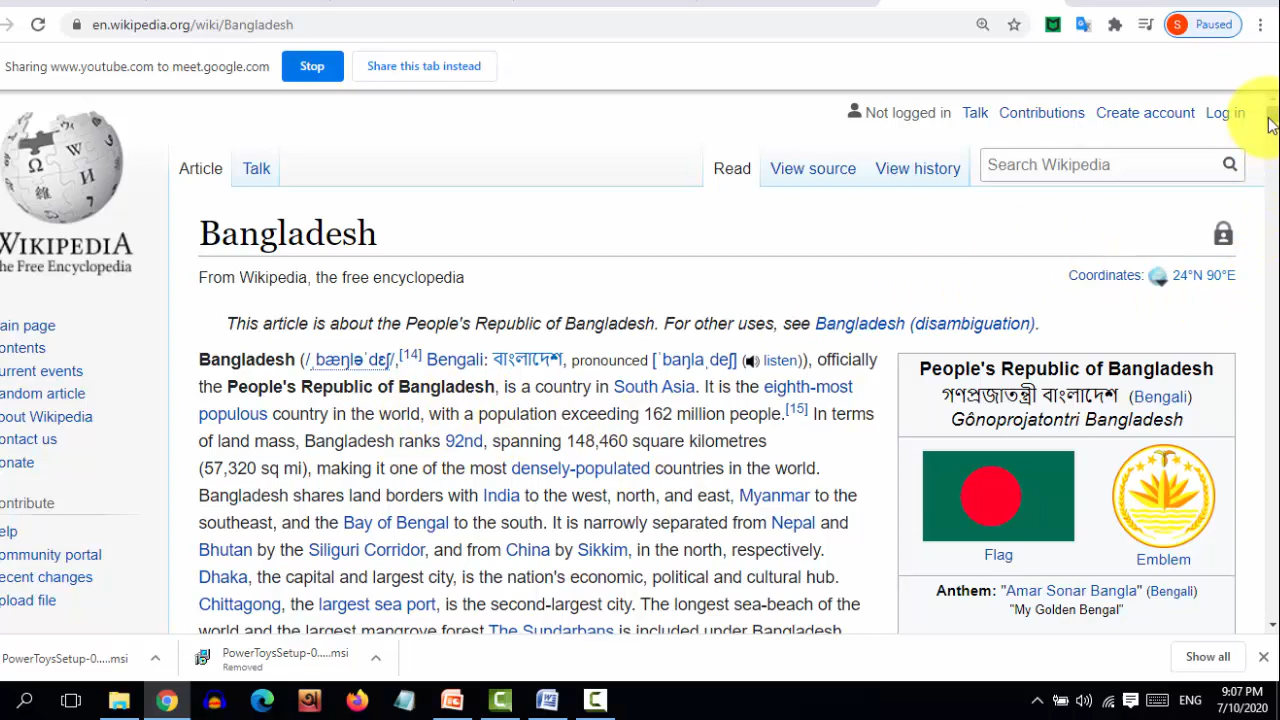 en.wikipedia.org/wiki/Bangladesh
S Paused
Sharing www.youtube.com to meet.google.com Stop Share this tab instead
Not logged in Talk Contributions Create account Log in
Article Talk Read View source View history Search Wikipedia
WIKIPEDIA
he Free Encyclopedia
ain page
ontents
urrent events
andom article
bout Wikipedia
ontact us
onate
ontribute
elp
ommunity portal
ecent changes
pload file
Bangladesh
From Wikipedia, the free encyclopedia
Coordinates: 24°N 90°E
This article is about the People's Republic of Bangladesh. For other uses, see Bangladesh (disambiguation).
Bangladesh (/ˌbæŋləˈdɛʃ/,[14] Bengali: বাংলাদেশ, pronounced [ˈbaŋlaˌdeʃ] (listen)), officially
the People's Republic of Bangladesh, is a country in South Asia. It is the eighth-most
populous country in the world, with a population exceeding 162 million people.[15] In terms
of land mass, Bangladesh ranks 92nd, spanning 148,460 square kilometres
(57,320 sq mi), making it one of the most densely-populated countries in the world.
Bangladesh shares land borders with India to the west, north, and east, Myanmar to the
southeast, and the Bay of Bengal to the south. It is narrowly separated from Nepal and
Bhutan by the Siliguri Corridor, and from China by Sikkim, in the north, respectively.
Dhaka, the capital and largest city, is the nation's economic, political and cultural hub.
Chittagong, the largest sea port, is the second-largest city. The longest sea-beach of the
world and the largest mangrove forest The Sundarbans is included under Bangladesh
People's Republic of Bangladesh
গণপ্রজাতন্ত্রী বাংলাদেশ (Bengali)
Gônoprojatontri Bangladesh
Flag
Emblem
Anthem: "Amar Sonar Bangla" (Bengali)
"My Golden Bengal"
PowerToysSetup-0.....msi
PowerToysSetup-0.....msi
Removed
Show all
ENG
9:07 PM
7/10/2020